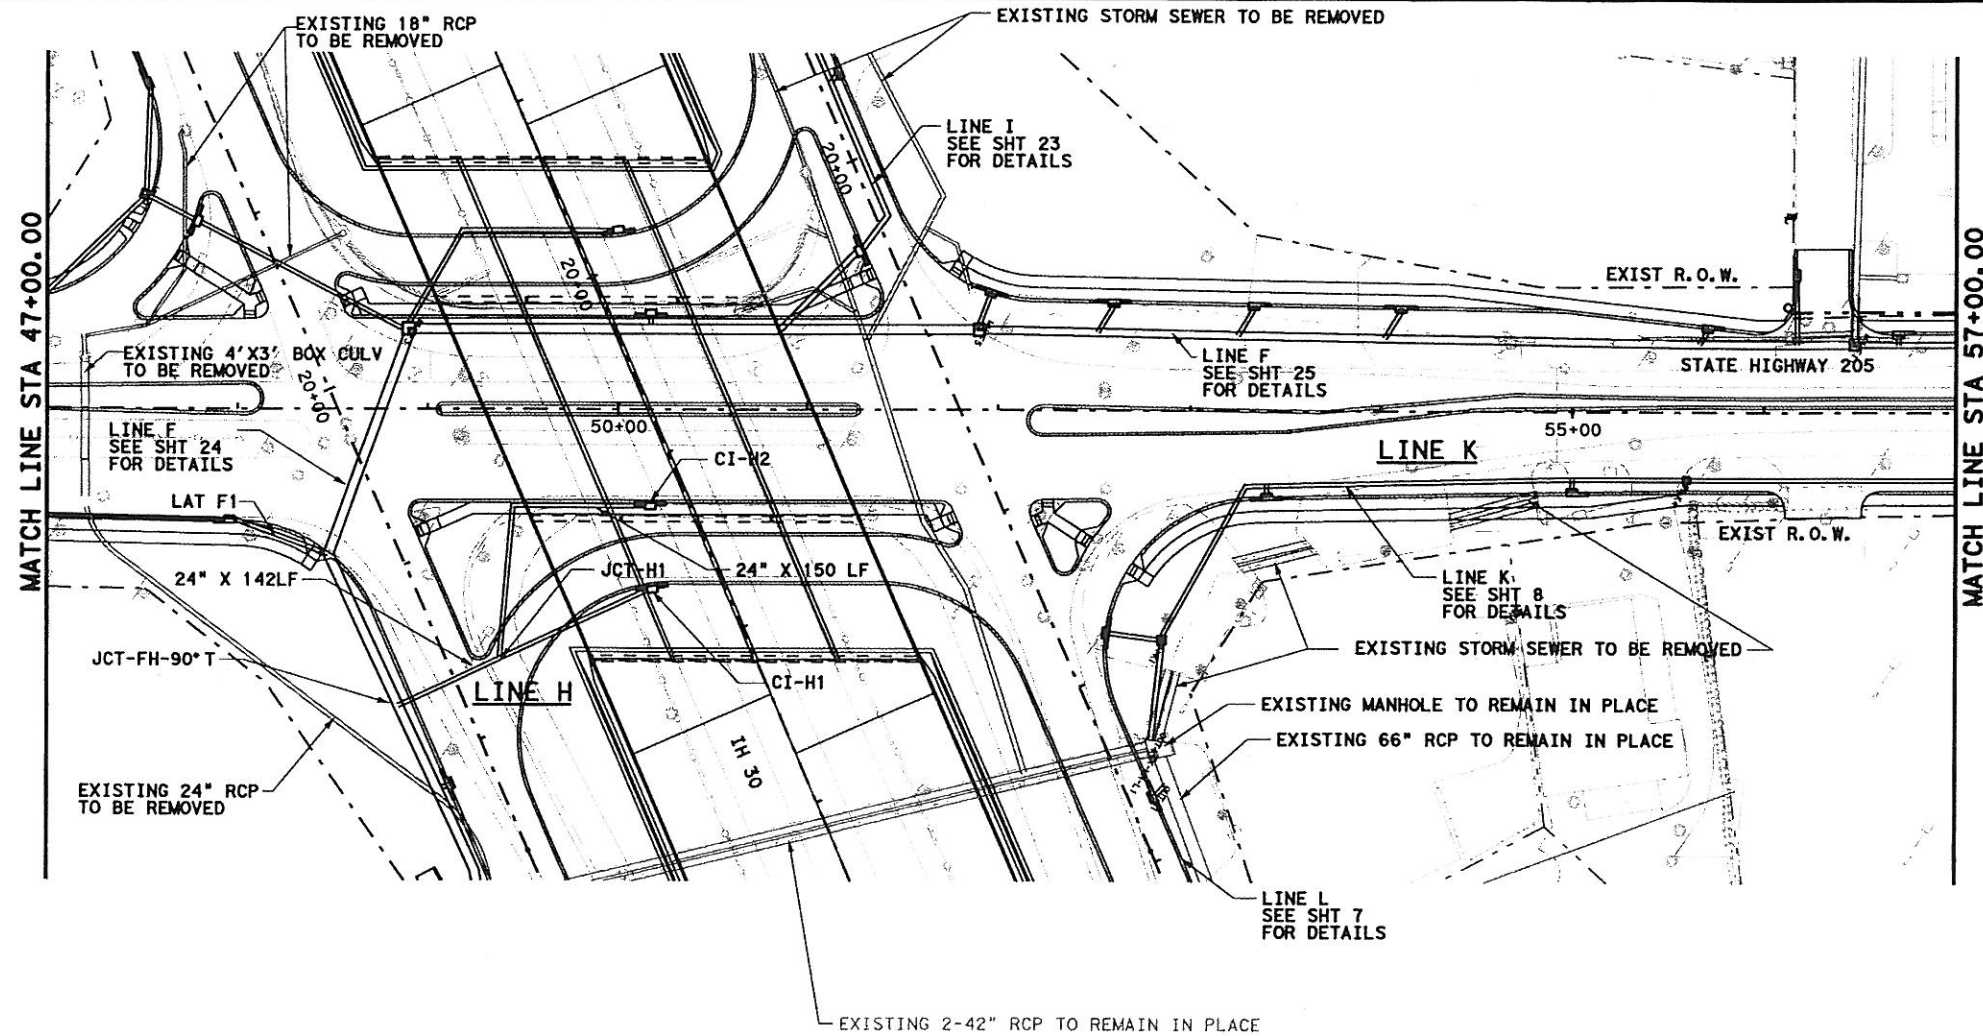 EXISTING 18" RCP
TO BE REMOVED
EXISTING STORM SEWER TO BE REMOVED
LINE I
SEE SHT 23
FOR DETAILS
20+00
20+00
20+00
MATCH LINE STA 47+00.00
EXIST R.O.W.
EXISTING 4'X3' BOX CULV
TO BE REMOVED
LINE F
SEE SHT 25
FOR DETAILS
STATE HIGHWAY 205
MATCH LINE STA 57+00.00
50+00
55+00
LINE F
SEE SHT 24
FOR DETAILS
CI-H2
LINE K
LAT F1
EXIST R.O.W.
24" X 142LF
JCT-H1
24" X 150 LF
LINE K
SEE SHT 8
FOR DETAILS
EXISTING STORM SEWER TO BE REMOVED
JCT-FH-90°T
LINE H
CI-H1
EXISTING MANHOLE TO REMAIN IN PLACE
EXISTING 66" RCP TO REMAIN IN PLACE
IH 30
EXISTING 24" RCP
TO BE REMOVED
LINE L
SEE SHT 7
FOR DETAILS
EXISTING 2-42" RCP TO REMAIN IN PLACE